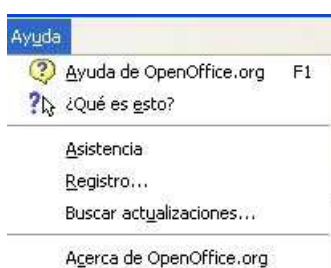 Ayuda
Ayuda de OpenOffice.org F1
¿Qué es esto?
Asistencia
Registro...
Buscar actualizaciones...
Acerca de OpenOffice.org